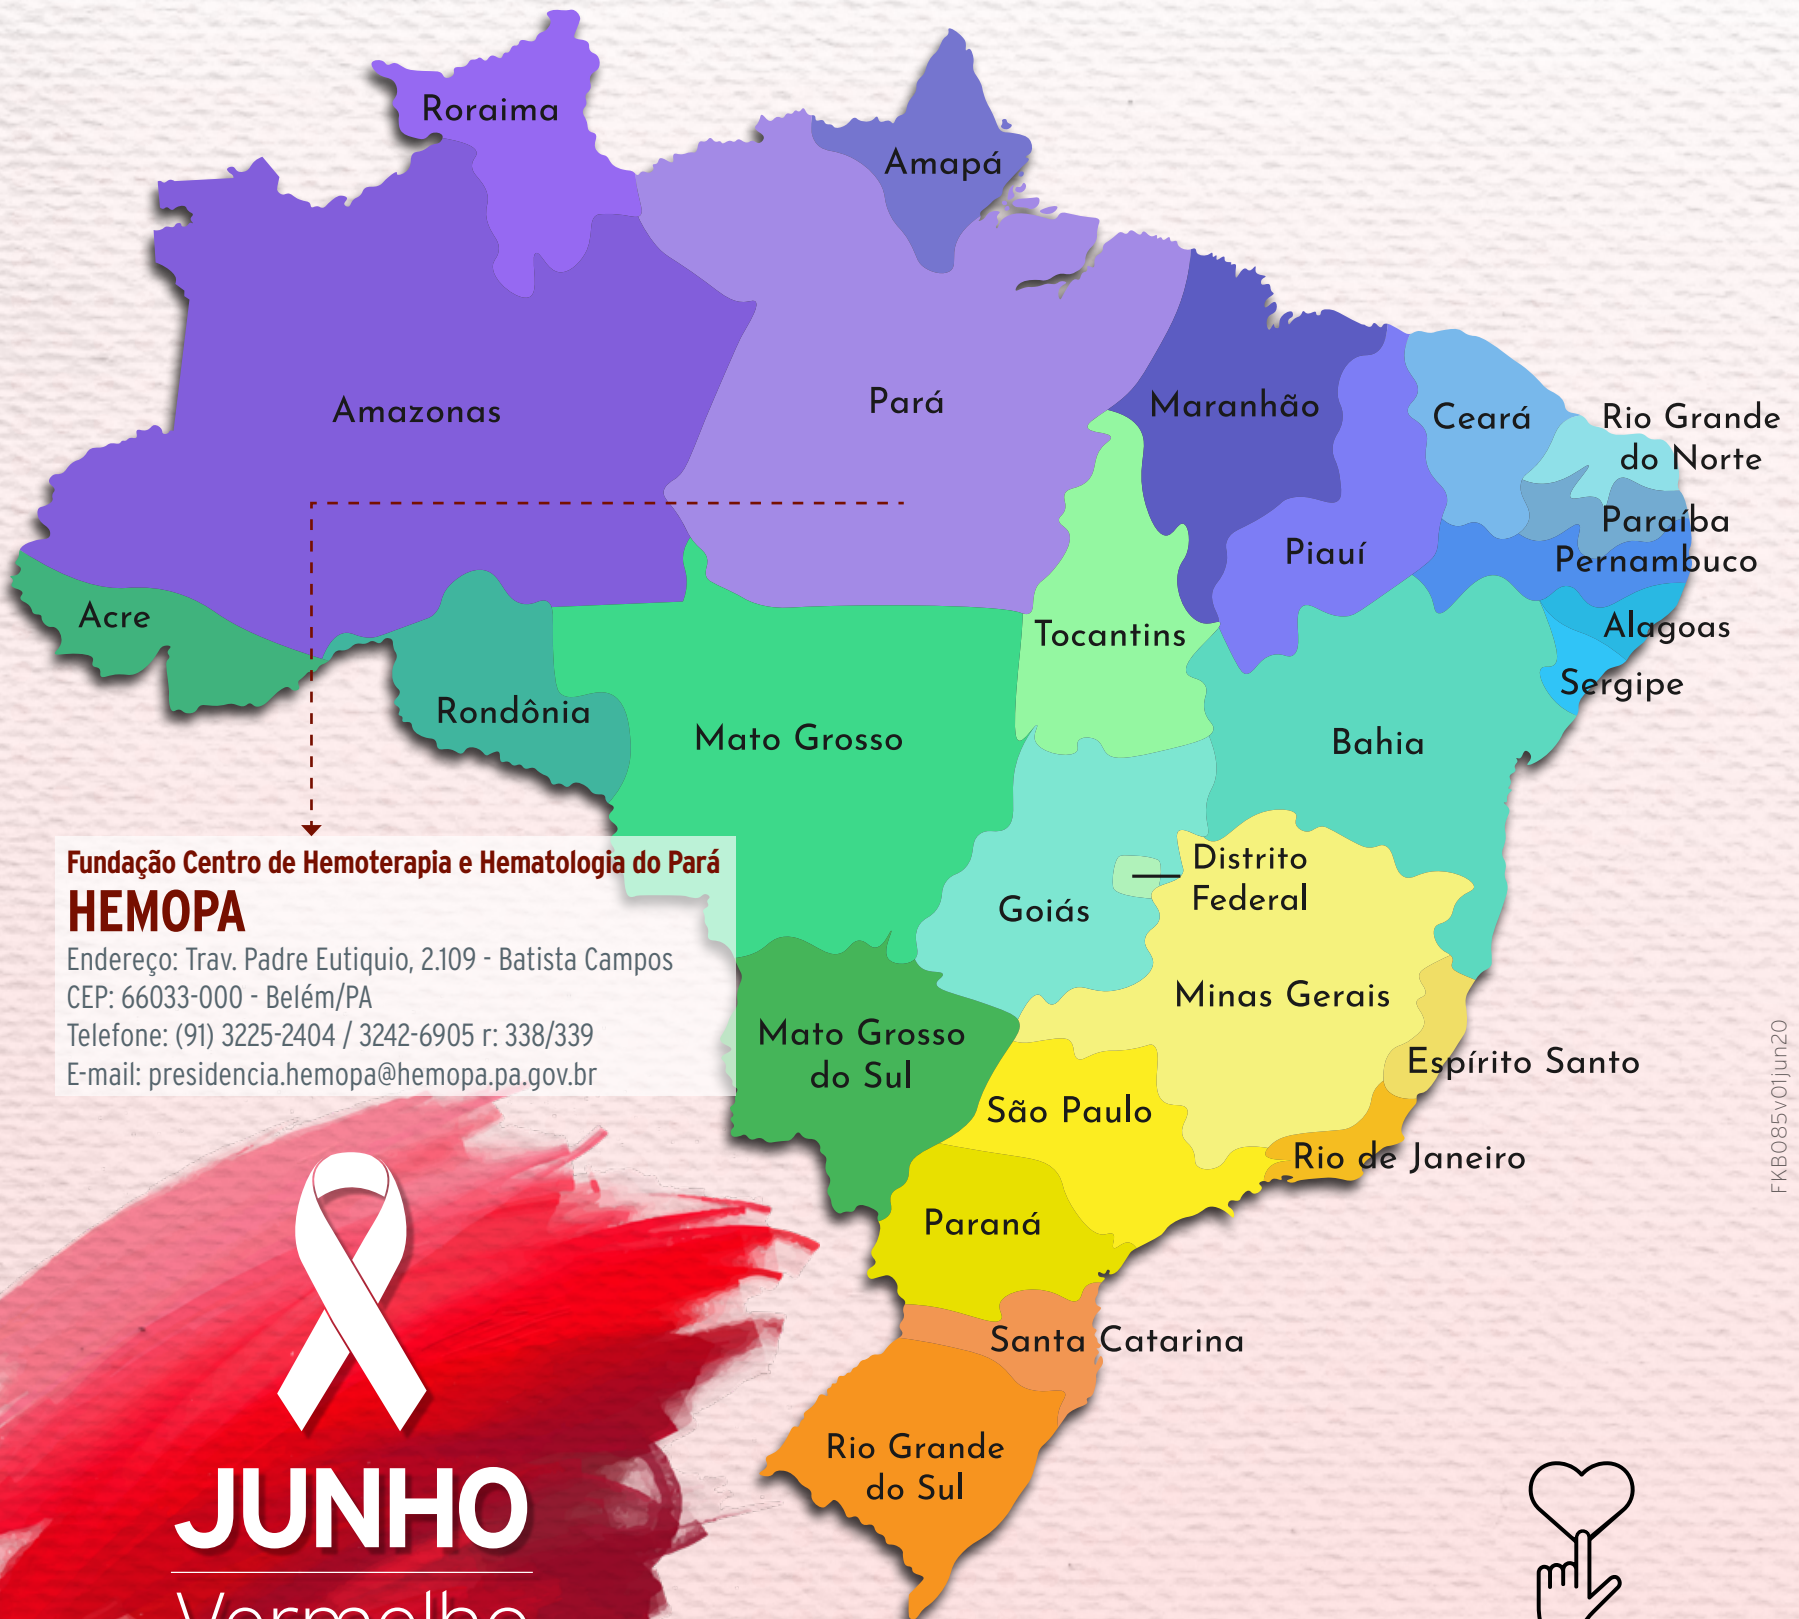 Roraima
Amapá
Amazonas
Pará
Maranhão
Ceará
Rio Grande
do Norte
Paraíba
Piauí
Pernambuco
Acre
Tocantins
Alagoas
Sergipe
Rondônia
Mato Grosso
Bahia
Fundação Centro de Hemoterapia e Hematologia do Pará
HEMOPA
Endereço: Trav. Padre Eutiquio, 2.109 - Batista Campos
CEP: 66033-000 - Belém/PA
Telefone: (91) 3225-2404 / 3242-6905 r: 338/339
E-mail: presidencia.hemopa@hemopa.pa.gov.br
Distrito
Federal
Goiás
Minas Gerais
Mato Grosso
do Sul
Espírito Santo
São Paulo
Rio de Janeiro
Paraná
Santa Catarina
Rio Grande
do Sul
FKB085v01jun20
JUNHO
Vermelho